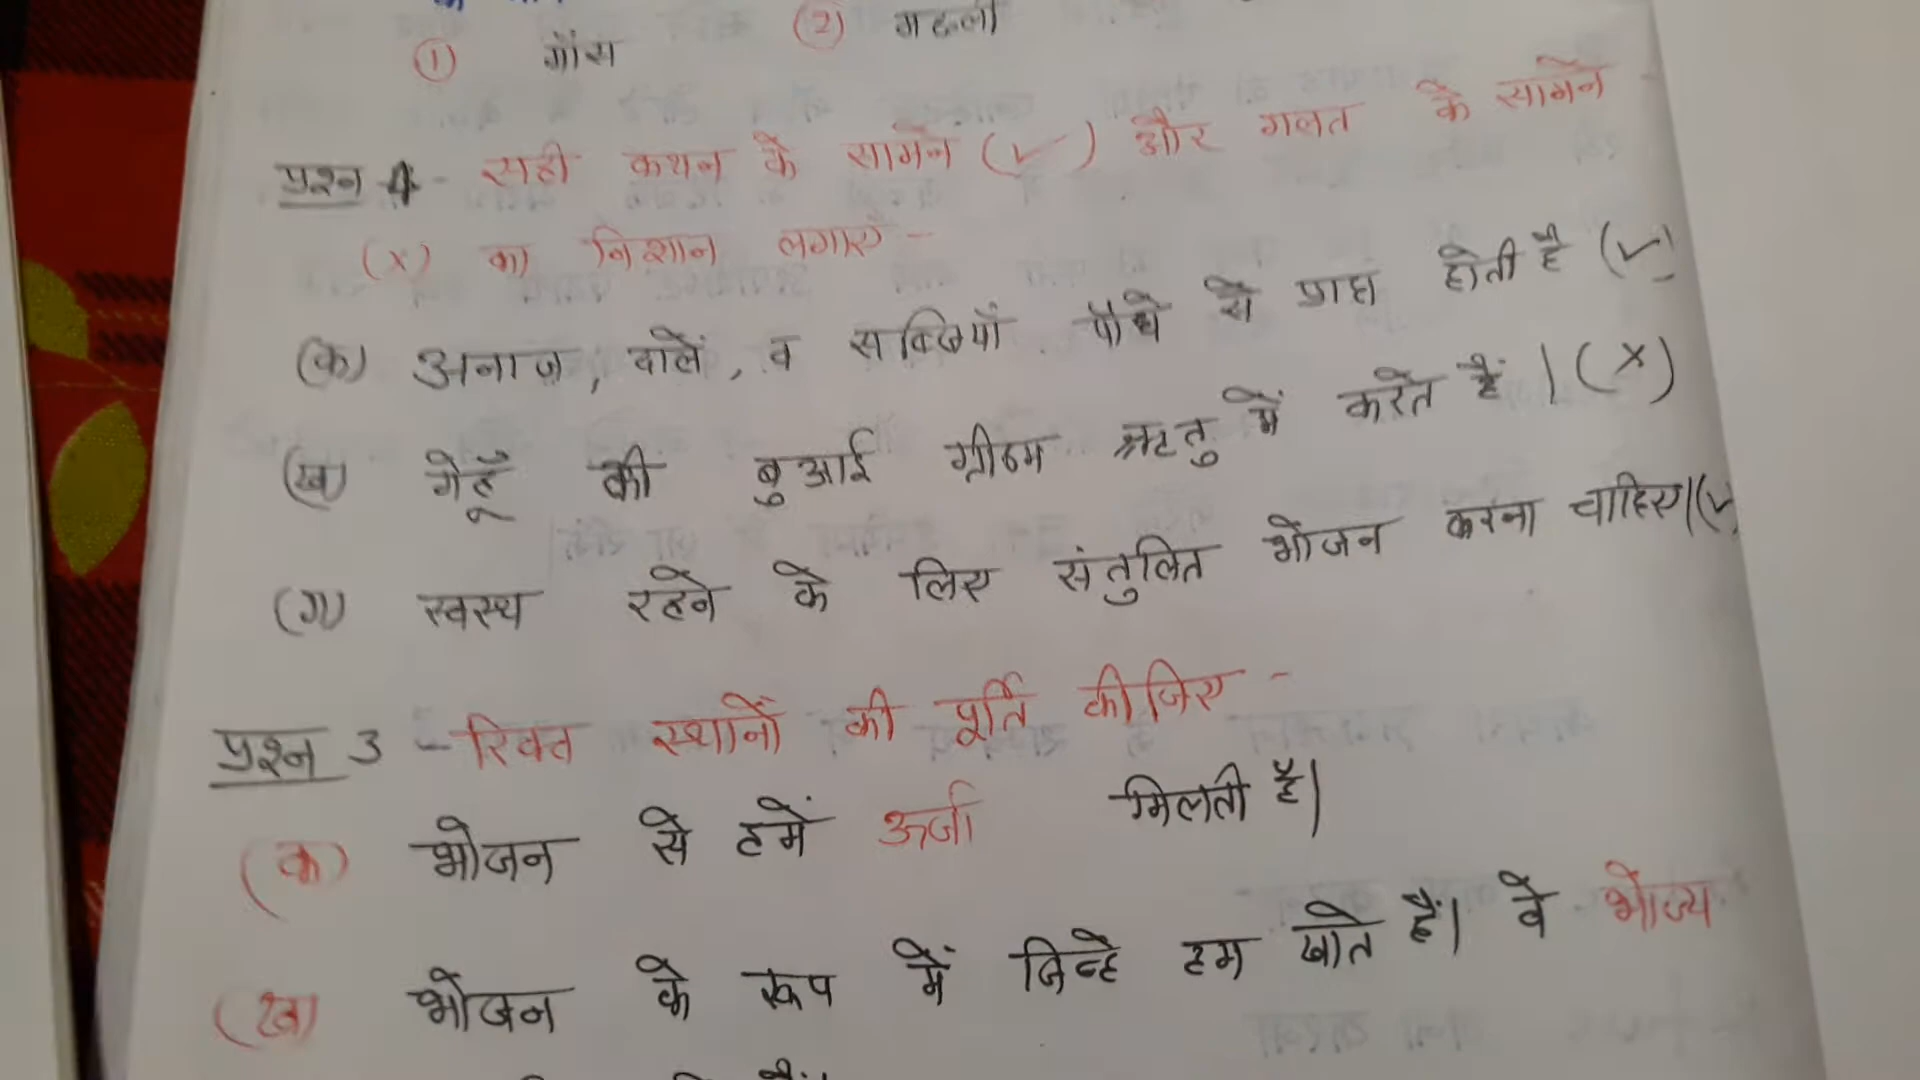 ① माँस ② मछली
प्रश्न 4 - सही कथन के सामने (✓) और गलत के सामने
(x) का निशान लगाएँ -
(क) अनाज, दालें, व सब्जियाँ पौधे से प्राप्त होती है (✓)
(ख) गेहूँ की बुआई ग्रीष्म ऋतु में करते हैं | (x)
(ग) स्वस्थ रहने के लिए संतुलित भोजन करना चाहिए|(✓)
प्रश्न 3 - रिक्त स्थानों की पूर्ति कीजिए -
(क) भोजन से हमें ऊर्जा मिलती है|
(ख) भोजन के रूप में जिन्हे हम खाते हैं| वे भोज्य